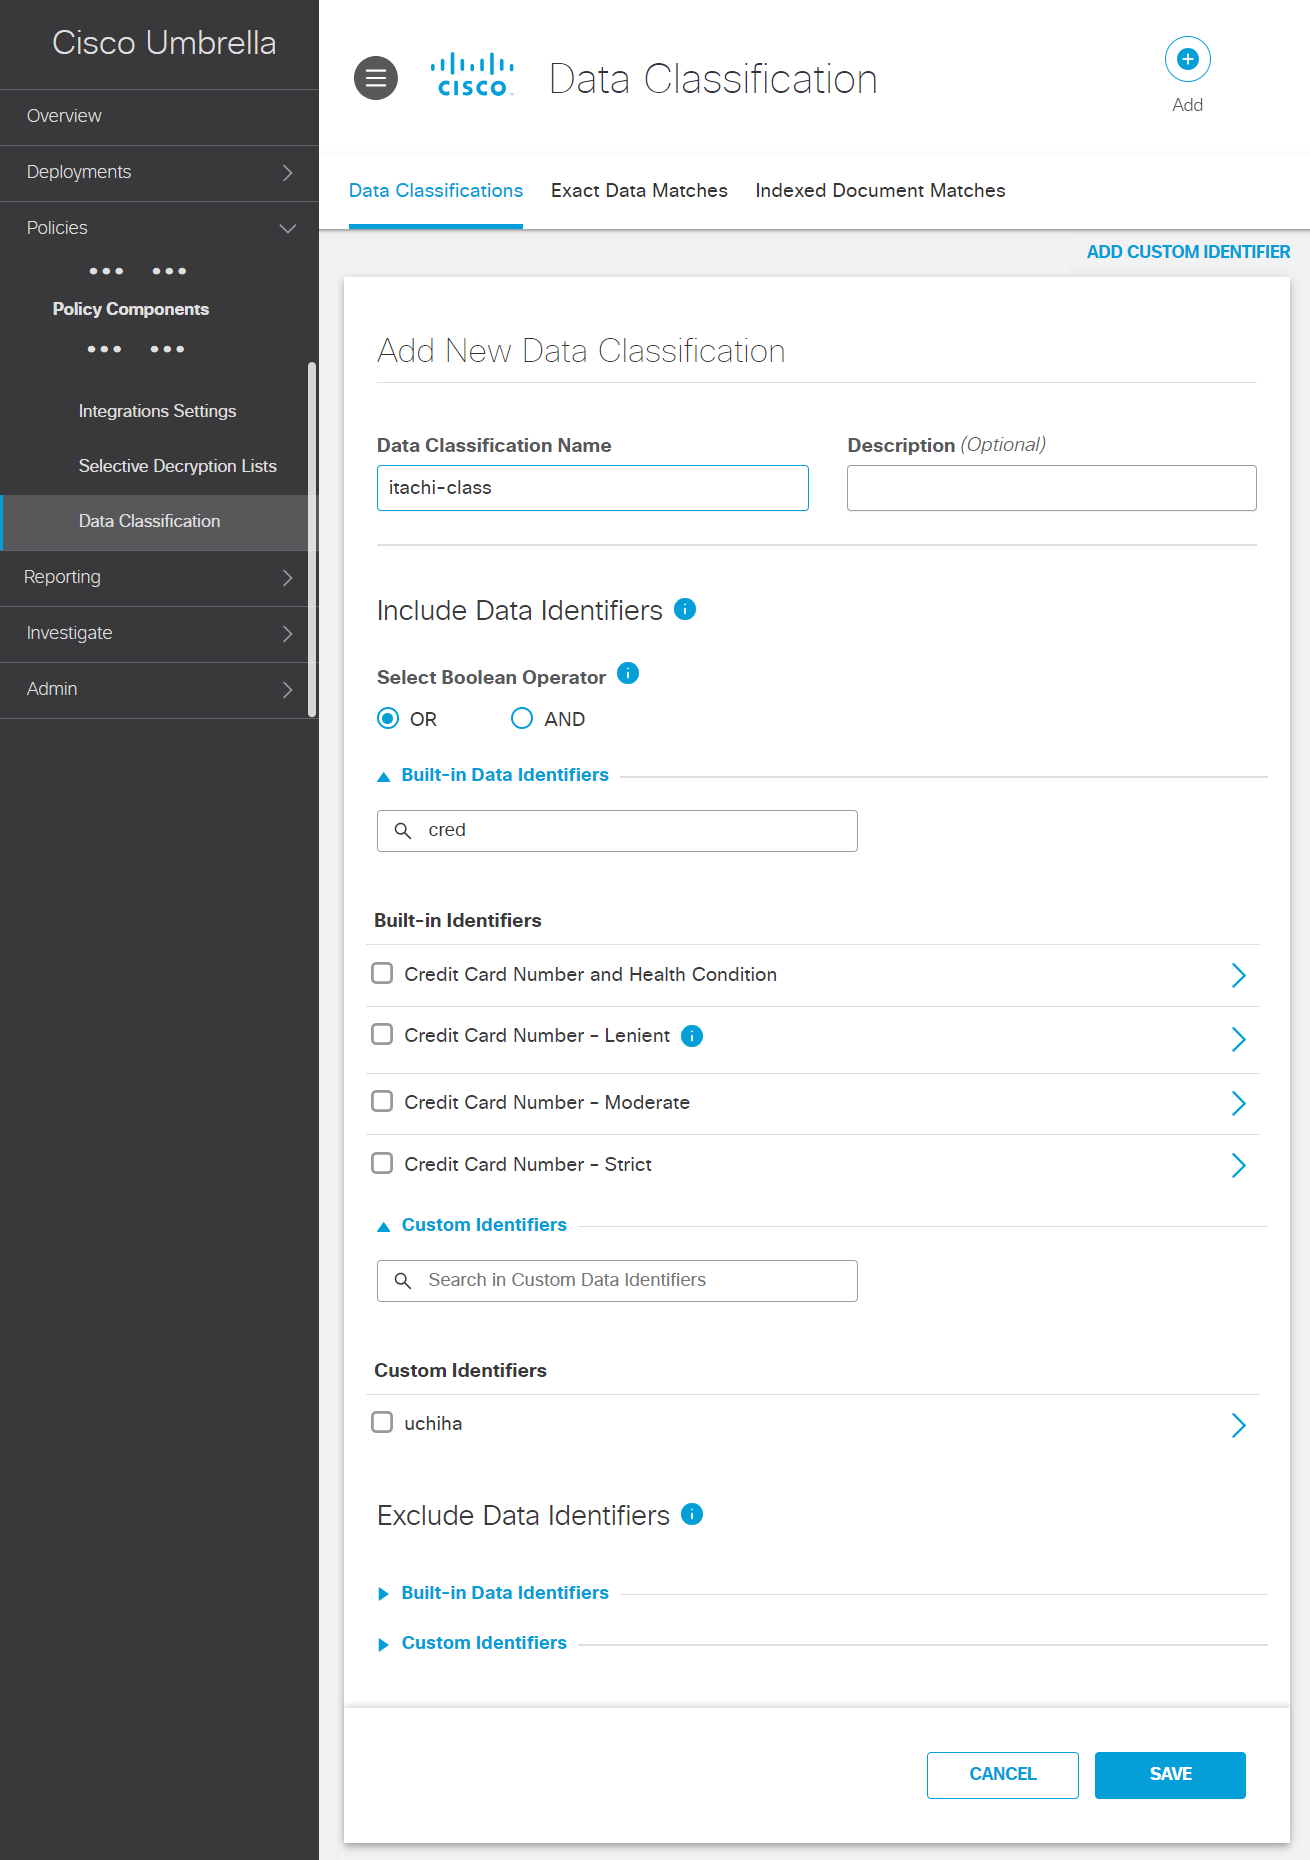 Cisco Umbrella
Overview
Deployments
Policies
Policy Components
Integrations Settings
Selective Decryption Lists
Data Classification
Reporting
Investigate
Admin
CISCO
Data Classification
Add
Data Classifications
Exact Data Matches
Indexed Document Matches
ADD CUSTOM IDENTIFIER
Add New Data Classification
Data Classification Name
Description (Optional)
itachi-class
Include Data Identifiers
Select Boolean Operator
OR
AND
Built-in Data Identifiers
cred
Built-in Identifiers
Credit Card Number and Health Condition
Credit Card Number - Lenient
Credit Card Number - Moderate
Credit Card Number - Strict
Custom Identifiers
Search in Custom Data Identifiers
Custom Identifiers
uchiha
Exclude Data Identifiers
Built-in Data Identifiers
Custom Identifiers
CANCEL
SAVE